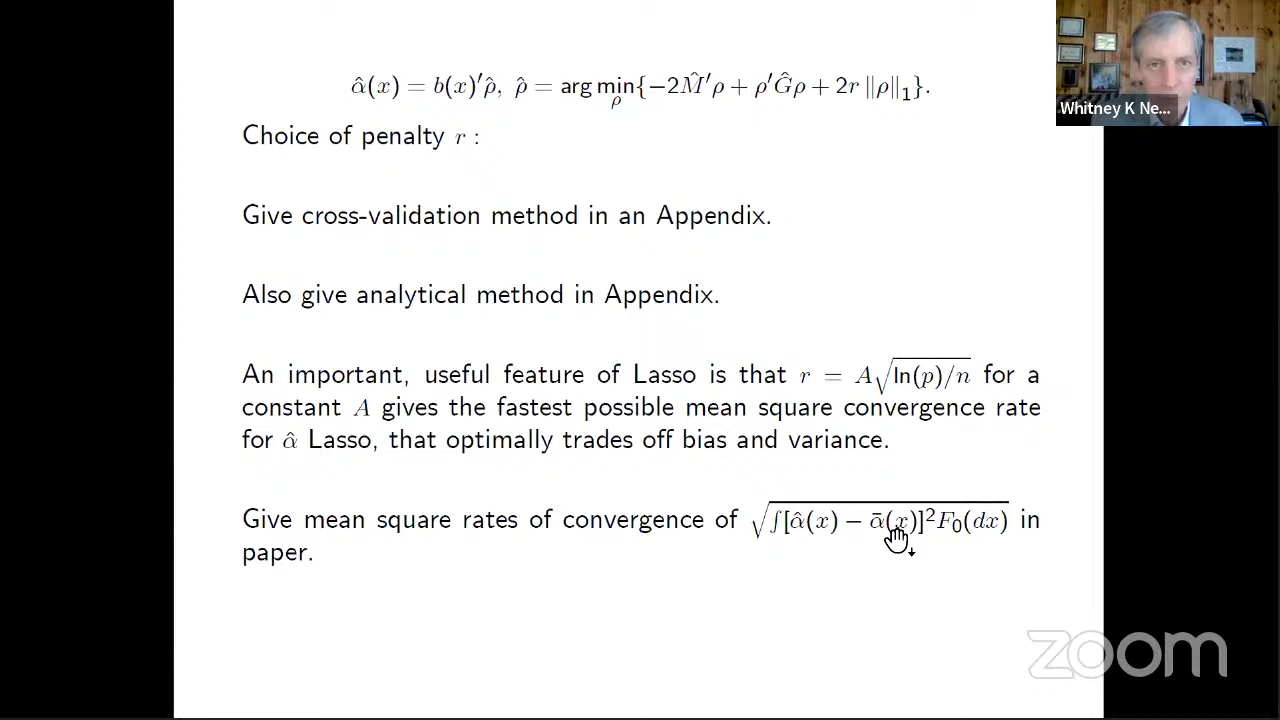 α̂(x) = b(x)′ρ̂, ρ̂ = arg min_ρ {−2M̂′ρ + ρ′Ĝρ + 2r ‖ρ‖₁}.
Whitney K Ne...
Choice of penalty r :
Give cross-validation method in an Appendix.
Also give analytical method in Appendix.
An important, useful feature of Lasso is that r = A√(ln(p)/n) for a
constant A gives the fastest possible mean square convergence rate
for α̂ Lasso, that optimally trades off bias and variance.
Give mean square rates of convergence of √(∫[α̂(x) − ᾱ(x)]²F₀(dx)) in
paper.
zoom